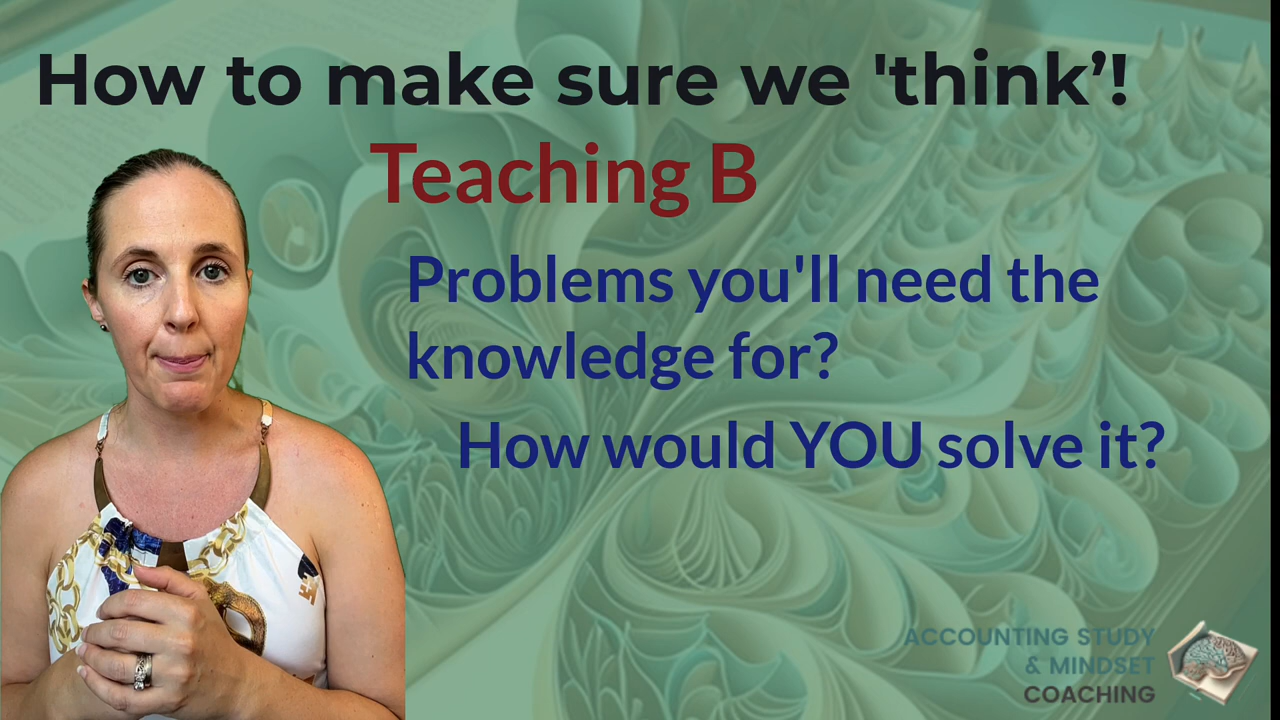 How to make sure we 'think’!
Teaching B
Problems you'll need the
knowledge for?
How would YOU solve it?
ACCOUNTING STUDY
& MINDSET
COACHING